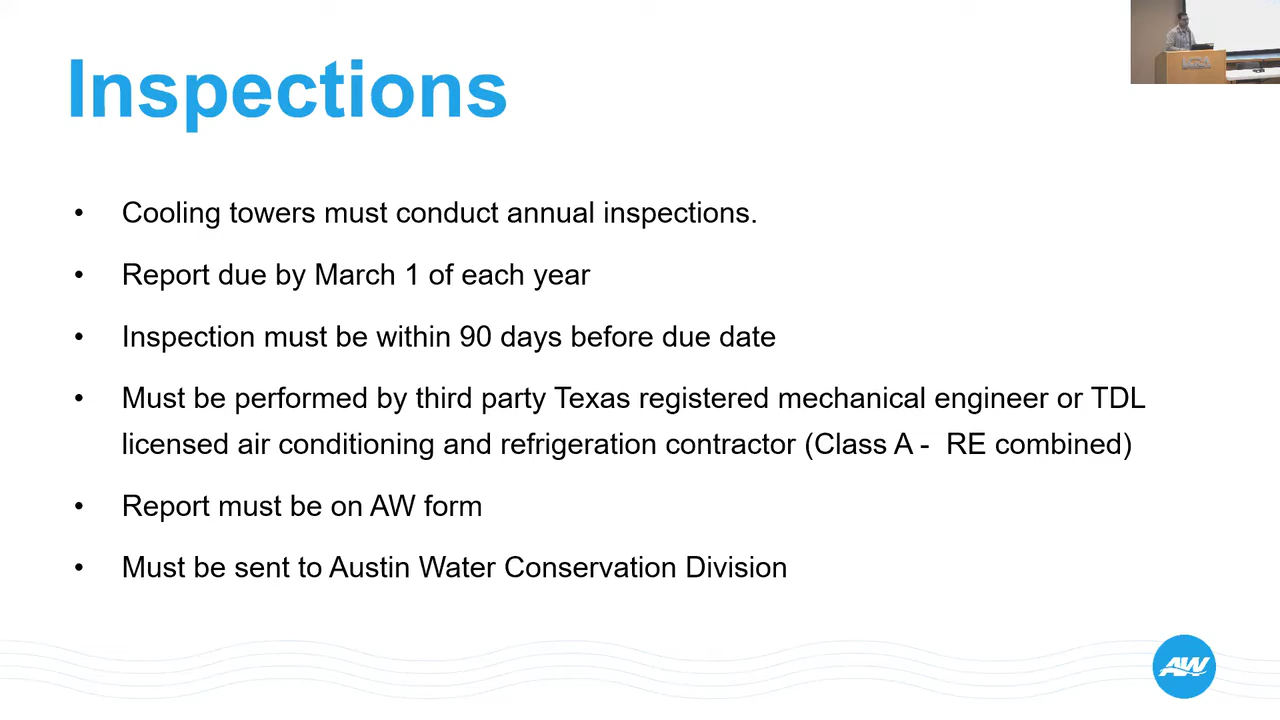 Inspections
• Cooling towers must conduct annual inspections.
• Report due by March 1 of each year
• Inspection must be within 90 days before due date
• Must be performed by third party Texas registered mechanical engineer or TDL
licensed air conditioning and refrigeration contractor (Class A -  RE combined)
• Report must be on AW form
• Must be sent to Austin Water Conservation Division
AW